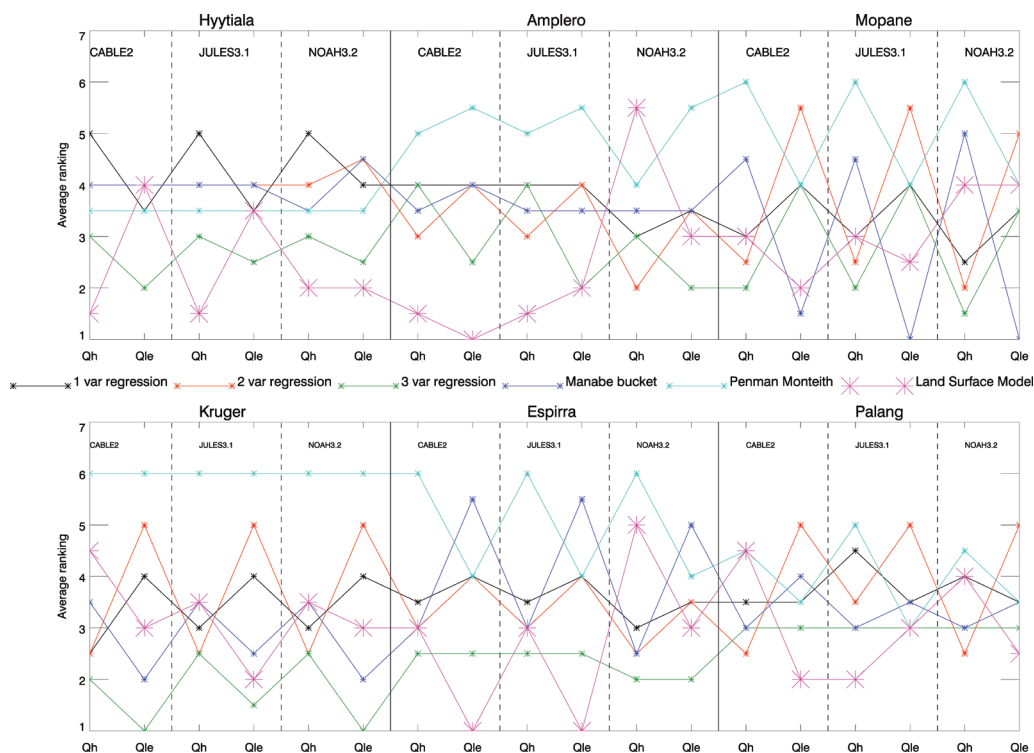 Hyytiala Amplero Mopane
7
CABLE2 JULES3.1 NOAH3.2 CABLE2 JULES3.1 NOAH3.2 CABLE2 JULES3.1 NOAH3.2
6
5
Average ranking
4
3
2
1
Qh Qle Qh Qle Qh Qle Qh Qle Qh Qle Qh Qle Qh Qle Qh Qle Qh Qle
1 var regression 2 var regression 3 var regression Manabe bucket Penman Monteith Land Surface Model
Kruger Espirra Palang
7
CABLE2 JULES3.1 NOAH3.2 CABLE2 JULES3.1 NOAH3.2 CABLE2 JULES3.1 NOAH3.2
6
5
Average ranking
4
3
2
1
Qh Qle Qh Qle Qh Qle Qh Qle Qh Qle Qh Qle Qh Qle Qh Qle Qh Qle